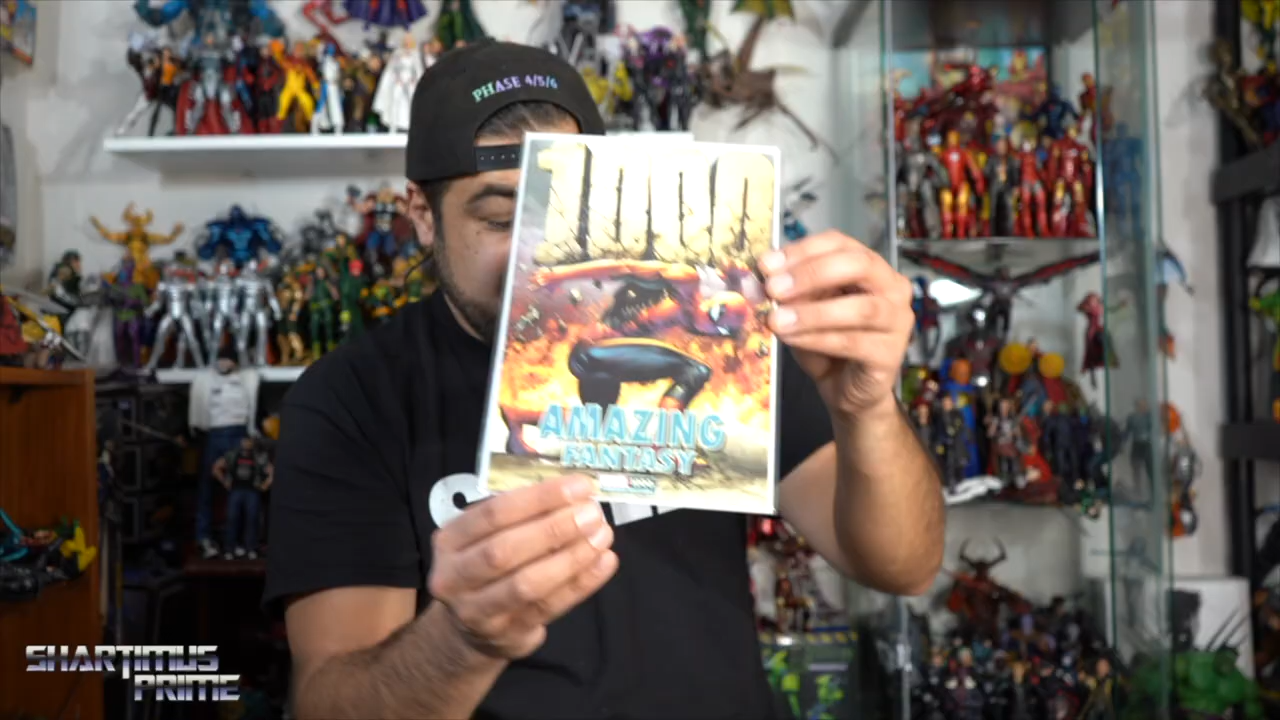 PHASE 4/5/6
1000
AMAZING
FANTASY
SHARTIMUS
PRIME